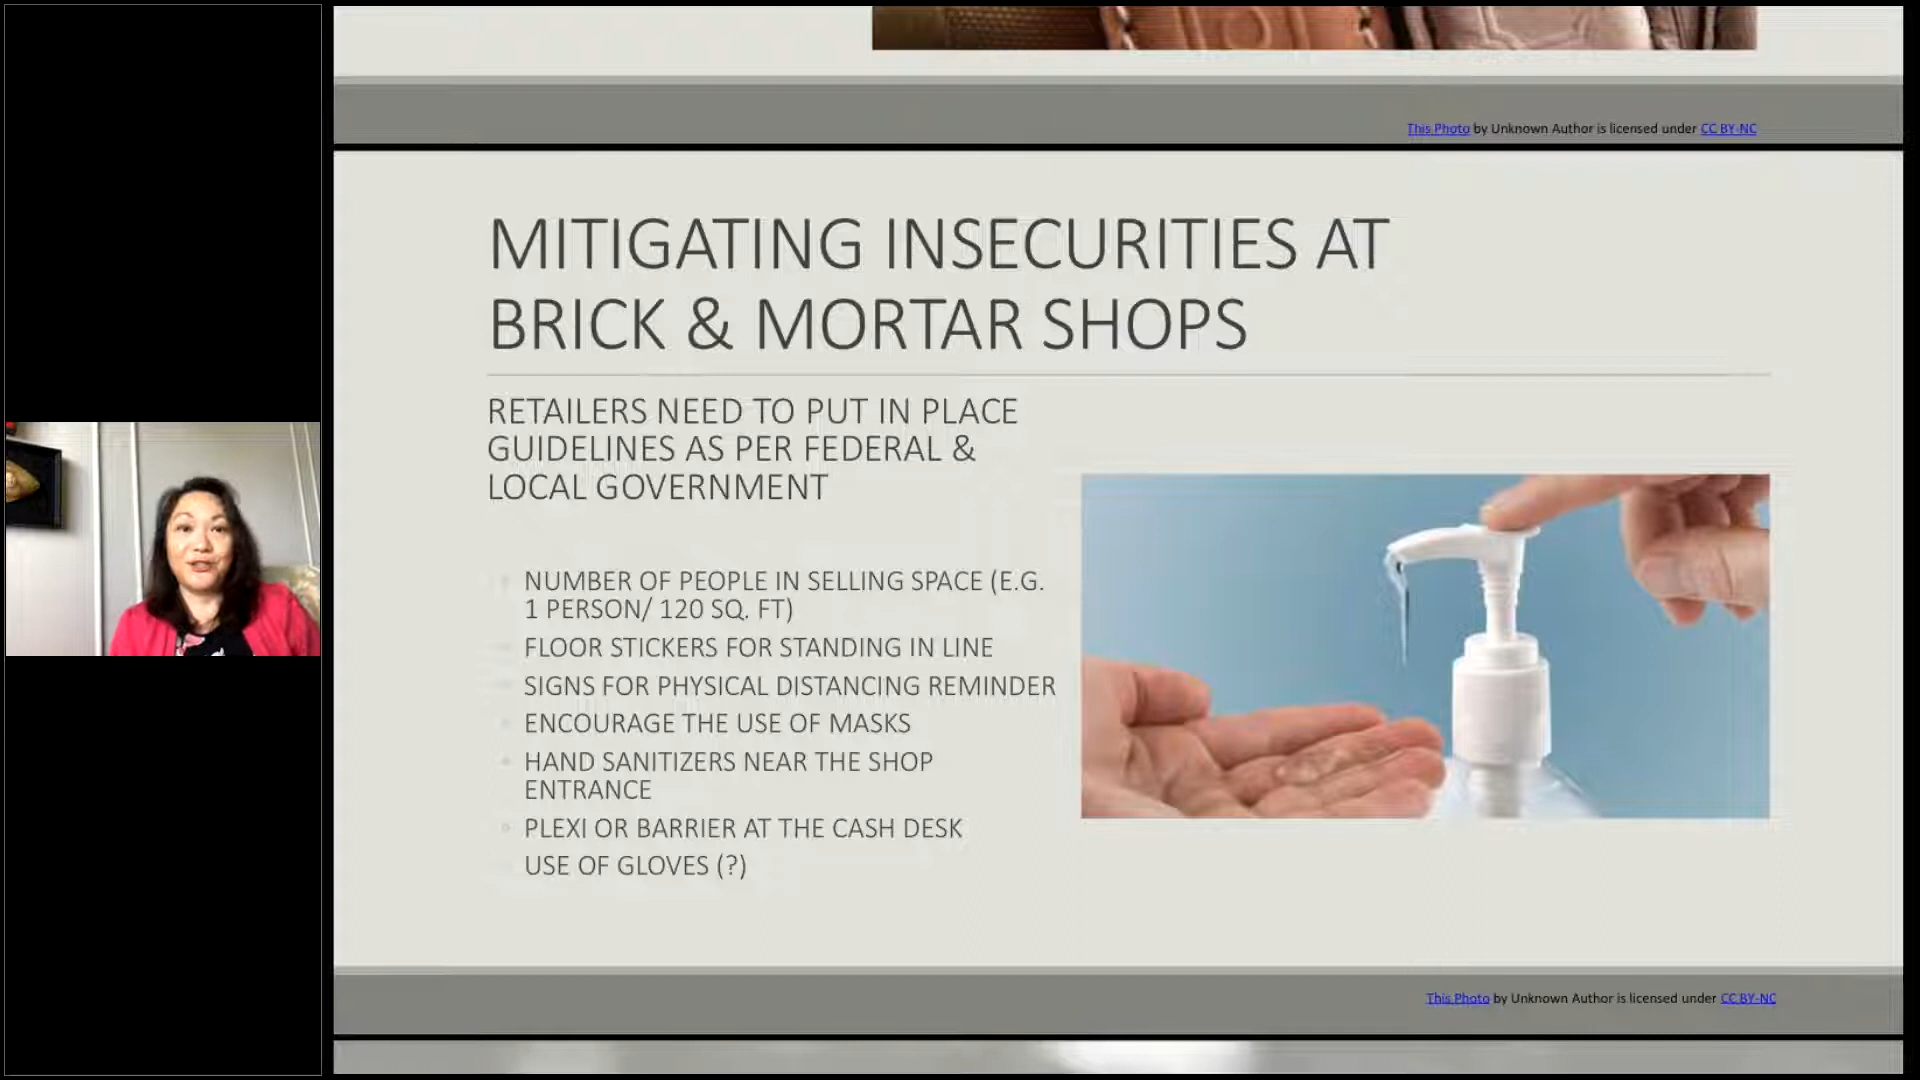 This Photo by Unknown Author is licensed under CC BY-NC
MITIGATING INSECURITIES AT
BRICK & MORTAR SHOPS
RETAILERS NEED TO PUT IN PLACE
GUIDELINES AS PER FEDERAL &
LOCAL GOVERNMENT
NUMBER OF PEOPLE IN SELLING SPACE (E.G.
1 PERSON/ 120 SQ. FT)
FLOOR STICKERS FOR STANDING IN LINE
SIGNS FOR PHYSICAL DISTANCING REMINDER
ENCOURAGE THE USE OF MASKS
HAND SANITIZERS NEAR THE SHOP
ENTRANCE
PLEXI OR BARRIER AT THE CASH DESK
USE OF GLOVES (?)
This Photo by Unknown Author is licensed under CC BY-NC